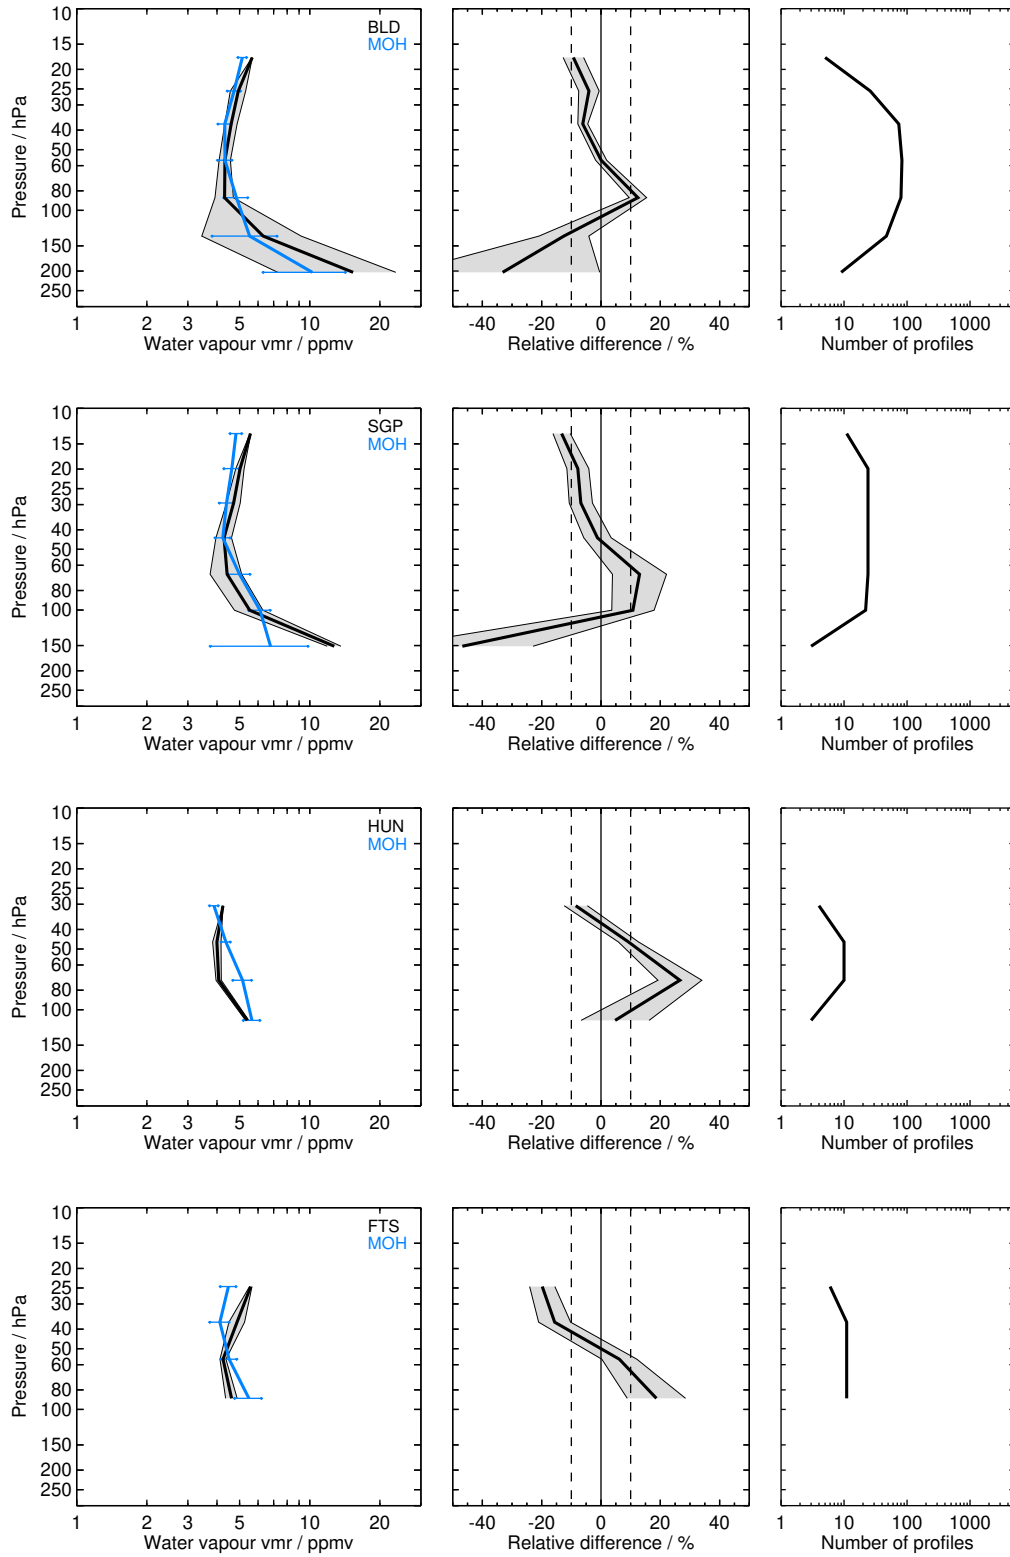 10
15
20
25
30
40
60
80
100
150
200
250
Pressure / hPa
BLD
MOH
1 2 3 5 10 20
Water vapour vmr / ppmv
-40 -20 0 20 40
Relative difference / %
1 10 100 1000
Number of profiles
10
15
20
25
30
40
50
60
80
100
150
200
250
Pressure / hPa
SGP
MOH
1 2 3 5 10 20
Water vapour vmr / ppmv
-40 -20 0 20 40
Relative difference / %
1 10 100 1000
Number of profiles
10
15
20
25
30
40
50
60
80
100
150
200
250
Pressure / hPa
HUN
MOH
1 2 3 5 10 20
Water vapour vmr / ppmv
-40 -20 0 20 40
Relative difference / %
1 10 100 1000
Number of profiles
10
15
20
25
30
40
50
60
80
100
150
200
250
Pressure / hPa
FTS
MOH
1 2 3 5 10 20
Water vapour vmr / ppmv
-40 -20 0 20 40
Relative difference / %
1 10 100 1000
Number of profiles